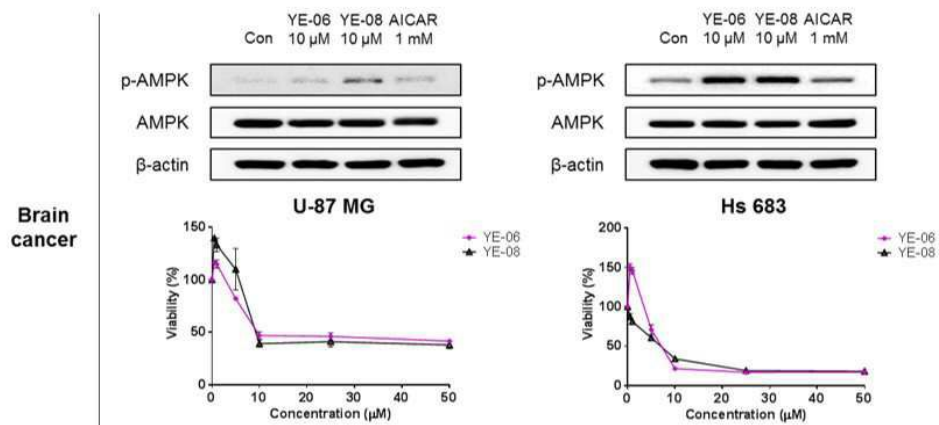 Brain
cancer
Con
YE-06
10 μM
YE-08
10 μM
AICAR
1 mM
p-AMPK
AMPK
β-actin
U-87 MG
150
100
50
0
Viability (%)
0 10 20 30 40 50
Concentration (μM)
YE-06
YE-08
Con
YE-06
10 μM
YE-08
10 μM
AICAR
1 mM
p-AMPK
AMPK
β-actin
Hs 683
200
150
100
50
0
Viability (%)
0 10 20 30 40 50
Concentration (μM)
YE-06
YE-08